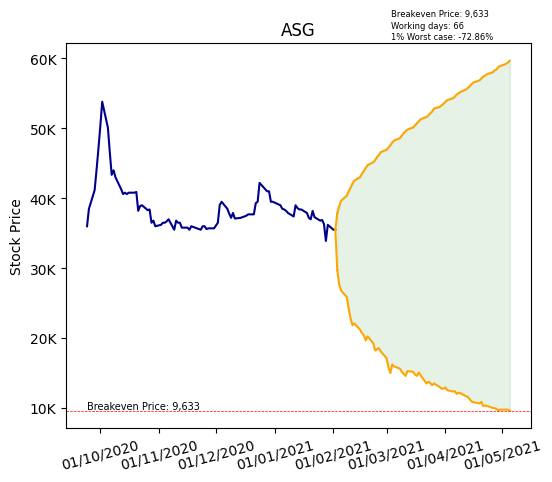 Breakeven Price: 9,633
Working days: 66
1% Worst case: -72.86%
ASG
Stock Price
60K
50K
40K
30K
20K
10K
Breakeven Price: 9,633
01/10/2020
01/11/2020
01/12/2020
01/01/2021
01/02/2021
01/03/2021
01/04/2021
01/05/2021